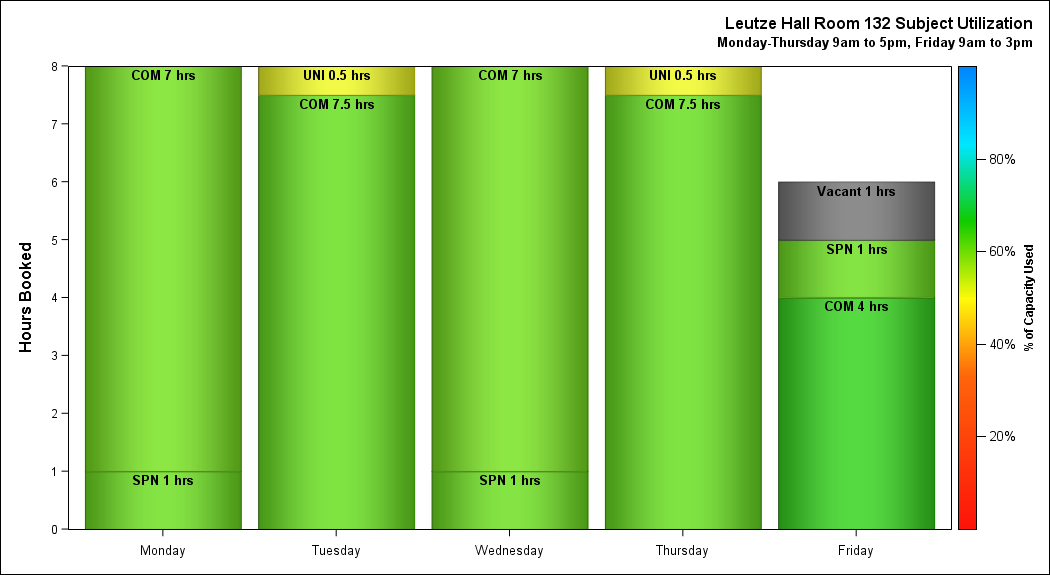 Leutze Hall Room 132 Subject Utilization
Monday-Thursday 9am to 5pm, Friday 9am to 3pm
Hours Booked
8
7
6
5
4
3
2
1
0
COM 7 hrs
SPN 1 hrs
UNI 0.5 hrs
COM 7.5 hrs
COM 7 hrs
SPN 1 hrs
UNI 0.5 hrs
COM 7.5 hrs
Vacant 1 hrs
SPN 1 hrs
COM 4 hrs
Monday
Tuesday
Wednesday
Thursday
Friday
80%
60%
40%
20%
% of Capacity Used